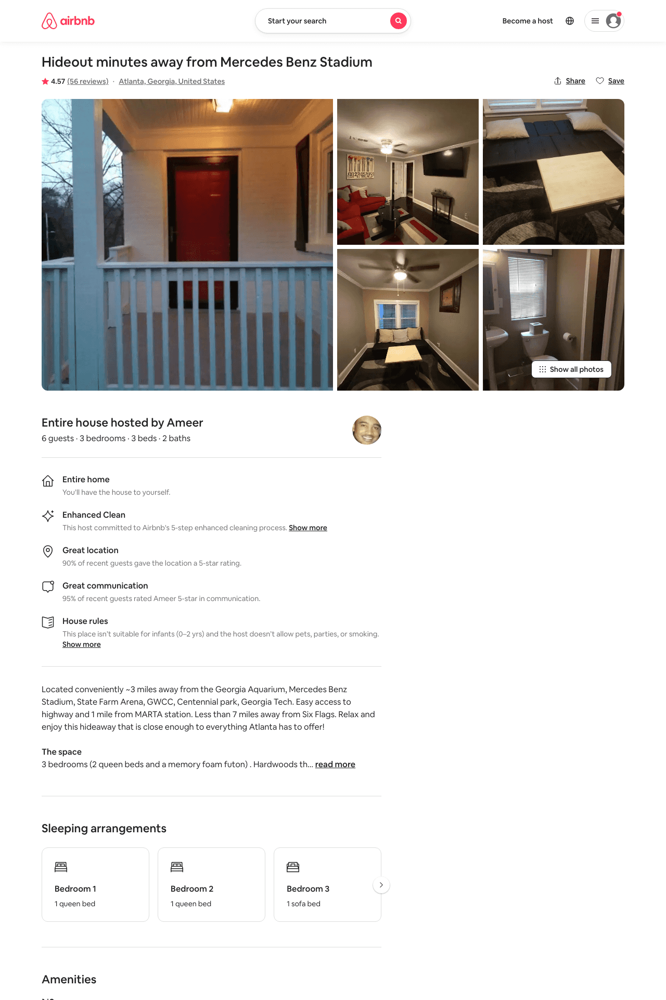 airbnb
Start your search
Become a host
Hideout minutes away from Mercedes Benz Stadium
4.57 (56 reviews) · Atlanta, Georgia, United States
Share
Save
Show all photos
Entire house hosted by Ameer
6 guests · 3 bedrooms · 3 beds · 2 baths
Entire home
You’ll have the house to yourself.
Enhanced Clean
This host committed to Airbnb's 5-step enhanced cleaning process. Show more
Great location
90% of recent guests gave the location a 5-star rating.
Great communication
95% of recent guests rated Ameer 5-star in communication.
House rules
This place isn’t suitable for infants (0–2 yrs) and the host doesn’t allow pets, parties, or smoking.
Show more
Located conveniently ~3 miles away from the Georgia Aquarium, Mercedes Benz
Stadium, State Farm Arena, GWCC, Centennial park, Georgia Tech. Easy access to
highway and 1 mile from MARTA station. Less than 7 miles away from Six Flags. Relax and
enjoy this hideaway that is close enough to everything Atlanta has to offer!
The space
3 bedrooms (2 queen beds and a memory foam futon) . Hardwoods th... read more
Sleeping arrangements
Bedroom 1
1 queen bed
Bedroom 2
1 queen bed
Bedroom 3
1 sofa bed
Amenities